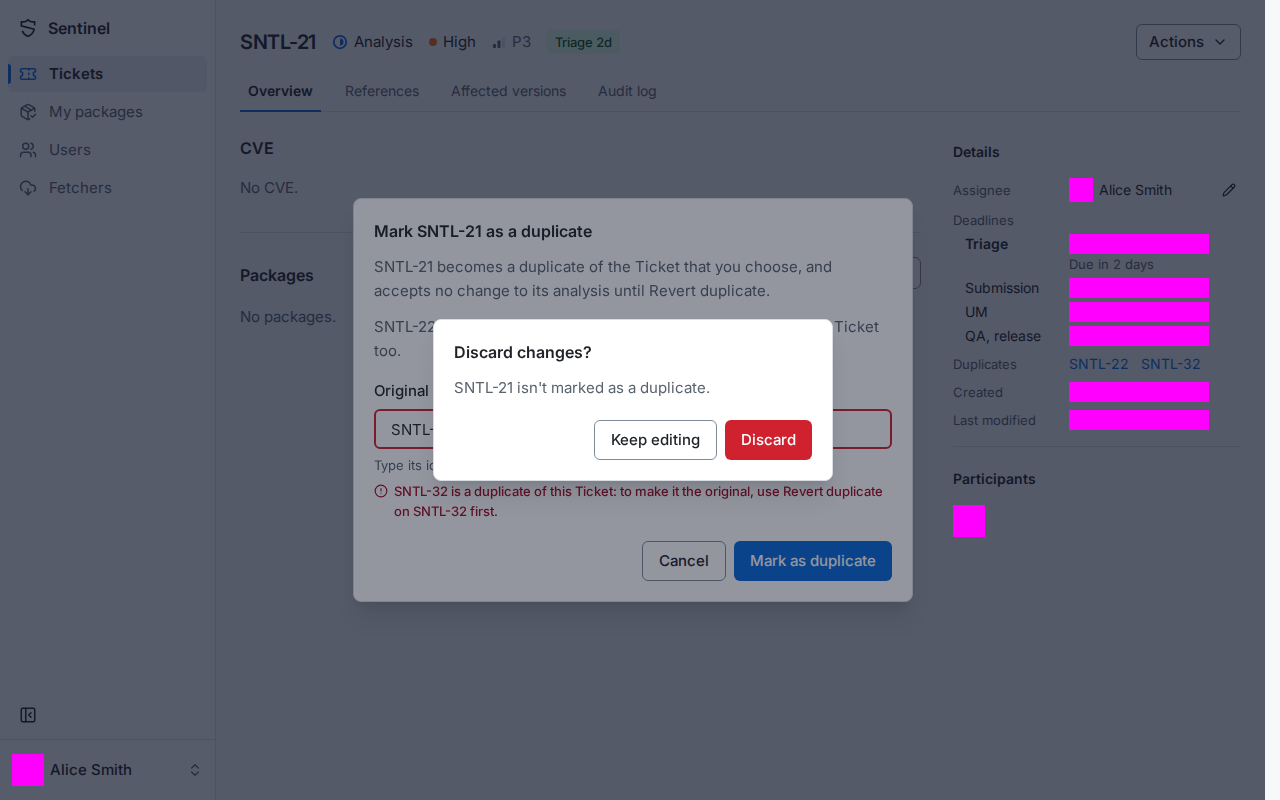 Sentinel
Tickets
My packages
Users
Fetchers
Alice Smith
SNTL-21 Analysis High P3 Triage 2d
Actions
Overview References Affected versions Audit log
CVE
No CVE.
Packages
No packages.
Mark SNTL-21 as a duplicate
SNTL-21 becomes a duplicate of the Ticket that you choose, and
accepts no change to its analysis until Revert duplicate.
SNTL-22 Ticket
too.
Original
SNTL-
Type its
SNTL-32 is a duplicate of this Ticket: to make it the original, use Revert duplicate
on SNTL-32 first.
Cancel Mark as duplicate
Discard changes?
SNTL-21 isn't marked as a duplicate.
Keep editing Discard
Details
Assignee Alice Smith
Deadlines
Triage
Due in 2 days
Submission
UM
QA, release
Duplicates SNTL-22 SNTL-32
Created
Last modified
Participants